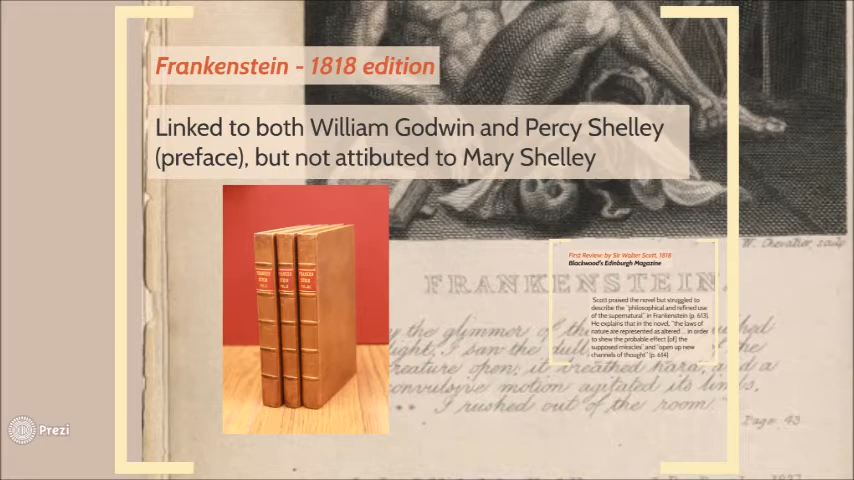 Frankenstein - 1818 edition
Linked to both William Godwin and Percy Shelley
(preface), but not attibuted to Mary Shelley
W. Chevalier, sculp
First Review: by Sir Walter Scott, 1818
Blackwood's Edinburgh Magazine
Scott praised the novel but struggled to
describe the "philosophical and refined use
of the supernatural" in Frankenstein (p. 613).
He explains that in the novel, "the laws of
nature are represented as altered ... in order
to shew the probable effect [of] the
supposed miracles" and "open up new
channels of thought" (p. 614)
FRANKENSTEIN.
by the glimmer of the
light, I saw the dull
creature open; it breathed hard, and a
convulsive motion agitated its limbs,
I rushed out of the room."
Page 43
Prezi